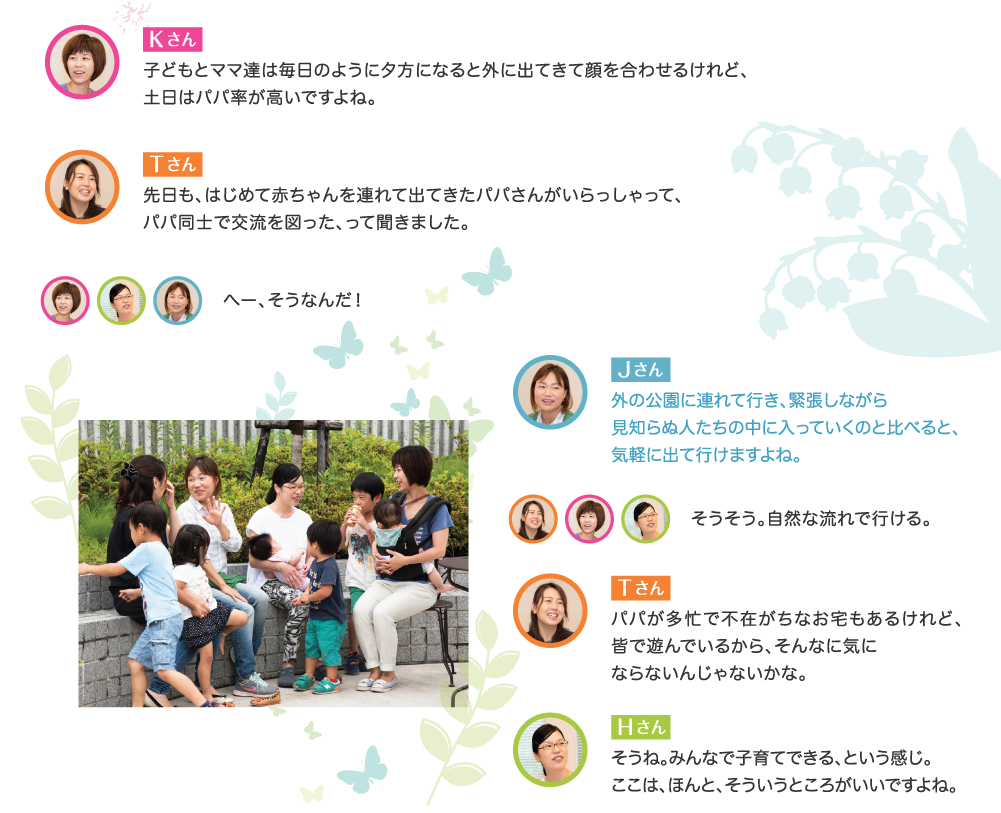 Kさん
子どもとママ達は毎日のように夕方になると外に出てきて顔を合わせるけれど、
土日はパパ率が高いですよね。
Tさん
先日も、はじめて赤ちゃんを連れて出てきたパパさんがいらっしゃって、
パパ同士で交流を図った、って聞きました。
へー、そうなんだ！
Jさん
外の公園に連れて行き、緊張しながら
見知らぬ人たちの中に入っていくのと比べると、
気軽に出て行けますよね。
そうそう。自然な流れで行ける。
Tさん
パパが多忙で不在がちなお宅もあるけれど、
皆で遊んでいるから、そんなに気に
ならないんじゃないかな。
Hさん
そうね。みんなで子育てできる、という感じ。
ここは、ほんと、そういうところがいいですよね。